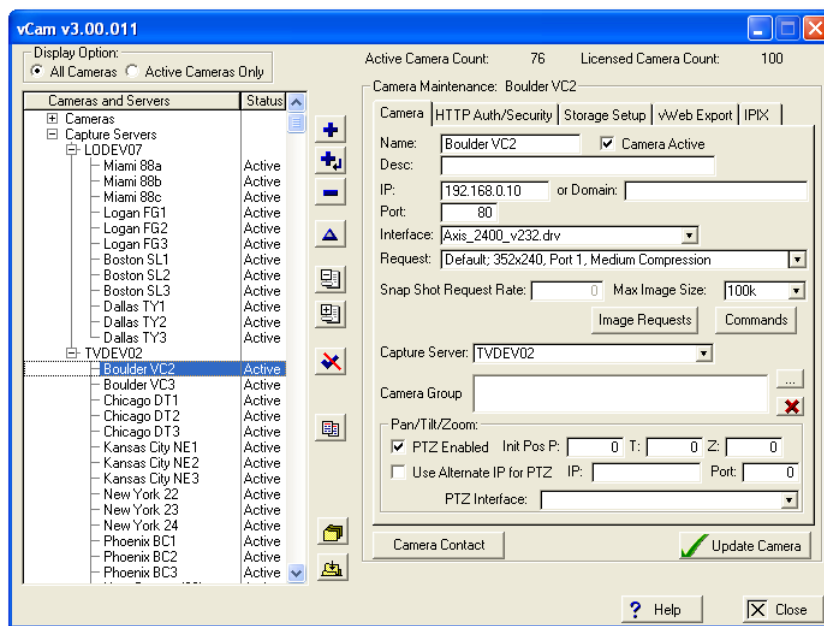 vCam v3.00.011
Display Option:
All Cameras Active Cameras Only
Active Camera Count: 76 Licensed Camera Count: 100
Cameras and Servers Status
Cameras
Capture Servers
LODEV07
Miami 88a Active
Miami 88b Active
Miami 88c Active
Logan FG1 Active
Logan FG2 Active
Logan FG3 Active
Boston SL1 Active
Boston SL2 Active
Boston SL3 Active
Dallas TY1 Active
Dallas TY2 Active
Dallas TY3 Active
TVDEV02
Boulder VC2 Active
Boulder VC3 Active
Chicago DT1 Active
Chicago DT2 Active
Chicago DT3 Active
Kansas City NE1 Active
Kansas City NE2 Active
Kansas City NE3 Active
New York 22 Active
New York 23 Active
New York 24 Active
Phoenix BC1 Active
Phoenix BC2 Active
Phoenix BC3 Active
Camera Maintenance: Boulder VC2
Camera HTTP Auth/Security Storage Setup vWeb Export IPIX
Name: Boulder VC2 Camera Active
Desc:
IP: 192.168.0.10 or Domain:
Port: 80
Interface: Axis_2400_v232.drv
Request: Default; 352x240, Port 1, Medium Compression
Snap Shot Request Rate: 0 Max Image Size: 100k
Image Requests Commands
Capture Server: TVDEV02
...
Camera Group
Pan/Tilt/Zoom:
PTZ Enabled Init Pos P: 0 T: 0 Z: 0
Use Alternate IP for PTZ IP: Port: 0
PTZ Interface:
Camera Contact Update Camera
? Help Close